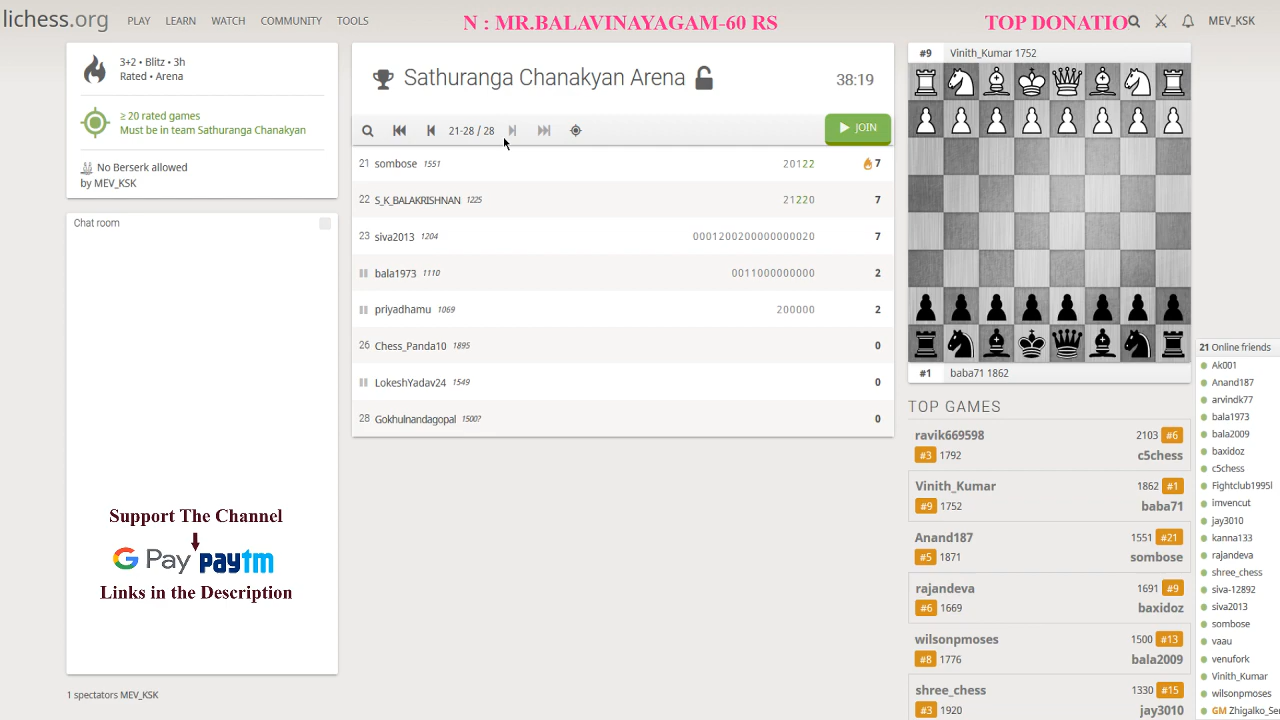 lichess.org PLAY LEARN WATCH COMMUNITY TOOLS N : MR.BALAVINAYAGAM-60 RS TOP DONATIO MEV_KSK
3+2 • Blitz • 3h
Rated • Arena
≥ 20 rated games
Must be in team Sathuranga Chanakyan
No Berserk allowed
by MEV_KSK
Chat room
Support The Channel
G Pay paytm
Links in the Description
1 spectators MEV_KSK
Sathuranga Chanakyan Arena 38:19
21-28 / 28 JOIN
21 sombose 1551 20122 7
22 S_K_BALAKRISHNAN 1225 21220 7
23 siva2013 1204 0001200200000000020 7
bala1973 1110 0011000000000 2
priyadhamu 1069 200000 2
26 Chess_Panda10 1895 0
LokeshYadav24 1549 0
28 Gokhulnandagopal 1500? 0
#9 Vinith_Kumar 1752
#1 baba71 1862
TOP GAMES
ravik669598 2103 #6
#3 1792 c5chess
Vinith_Kumar 1862 #1
#9 1752 baba71
Anand187 1551 #21
#5 1871 sombose
rajandeva 1691 #9
#6 1669 baxidoz
wilsonpmoses 1500 #13
#8 1776 bala2009
shree_chess 1330 #15
#3 1920 jay3010
21 Online friends
Ak001
Anand187
arvindk77
bala1973
bala2009
baxidoz
c5chess
Fightclub1995l
imvencut
jay3010
kanna133
rajandeva
shree_chess
siva-12892
siva2013
sombose
vaau
venufork
Vinith_Kumar
wilsonpmoses
GM Zhigalko_Se